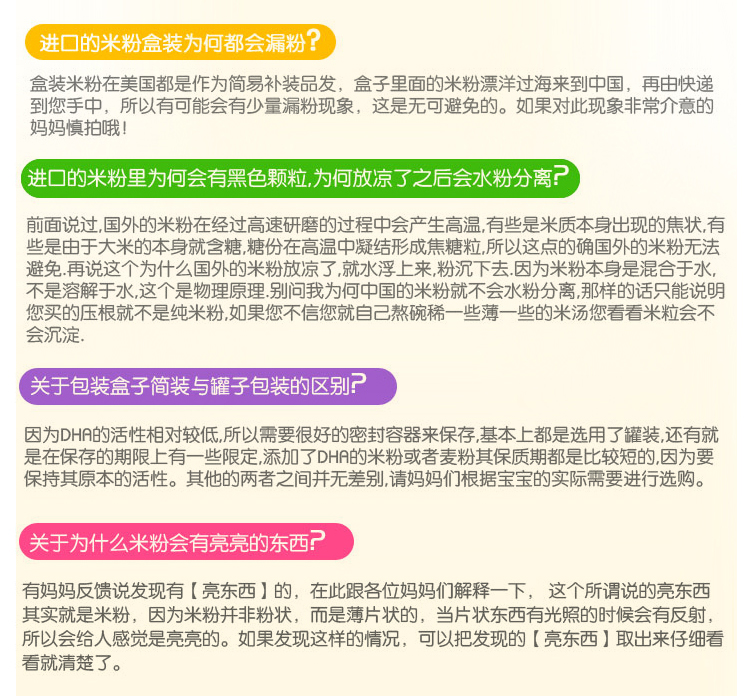 进口的米粉盒装为何都会漏粉?
盒装米粉在美国都是作为简易补装品发，盒子里面的米粉漂洋过海来到中国，再由快递
到您手中，所以有可能会有少量漏粉现象，这是无可避免的。如果对此现象非常介意的
妈妈慎拍哦!
进口的米粉里为何会有黑色颗粒,为何放凉了之后会水粉分离?
前面说过,国外的米粉在经过高速研磨的过程中会产生高温,有些是米质本身出现的焦状,有
些是由于大米的本身就含糖,糖份在高温中凝结形成焦糖粒,所以这点的确国外的米粉无法
避免.再说这个为什么国外的米粉放凉了,就水浮上来,粉沉下去.因为米粉本身是混合于水,
不是溶解于水,这个是物理原理.别问我为何中国的米粉就不会水粉分离,那样的话只能说明
您买的压根就不是纯米粉,如果您不信您就自己熬碗稀一些薄一些的米汤您看看米粒会不
会沉淀.
关于包装盒子简装与罐子包装的区别?
因为DHA的活性相对较低,所以需要很好的密封容器来保存,基本上都是选用了罐装,还有就
是在保存的期限上有一些限定,添加了DHA的米粉或者麦粉其保质期都是比较短的,因为要
保持其原本的活性。其他的两者之间并无差别,请妈妈们根据宝宝的实际需要进行选购。
关于为什么米粉会有亮亮的东西?
有妈妈反馈说发现有【亮东西】的，在此跟各位妈妈们解释一下， 这个所谓说的亮东西
其实就是米粉，因为米粉并非粉状，而是薄片状的，当片状东西有光照的时候会有反射，
所以会给人感觉是亮亮的。如果发现这样的情况，可以把发现的【亮东西】取出来仔细看
看就清楚了。